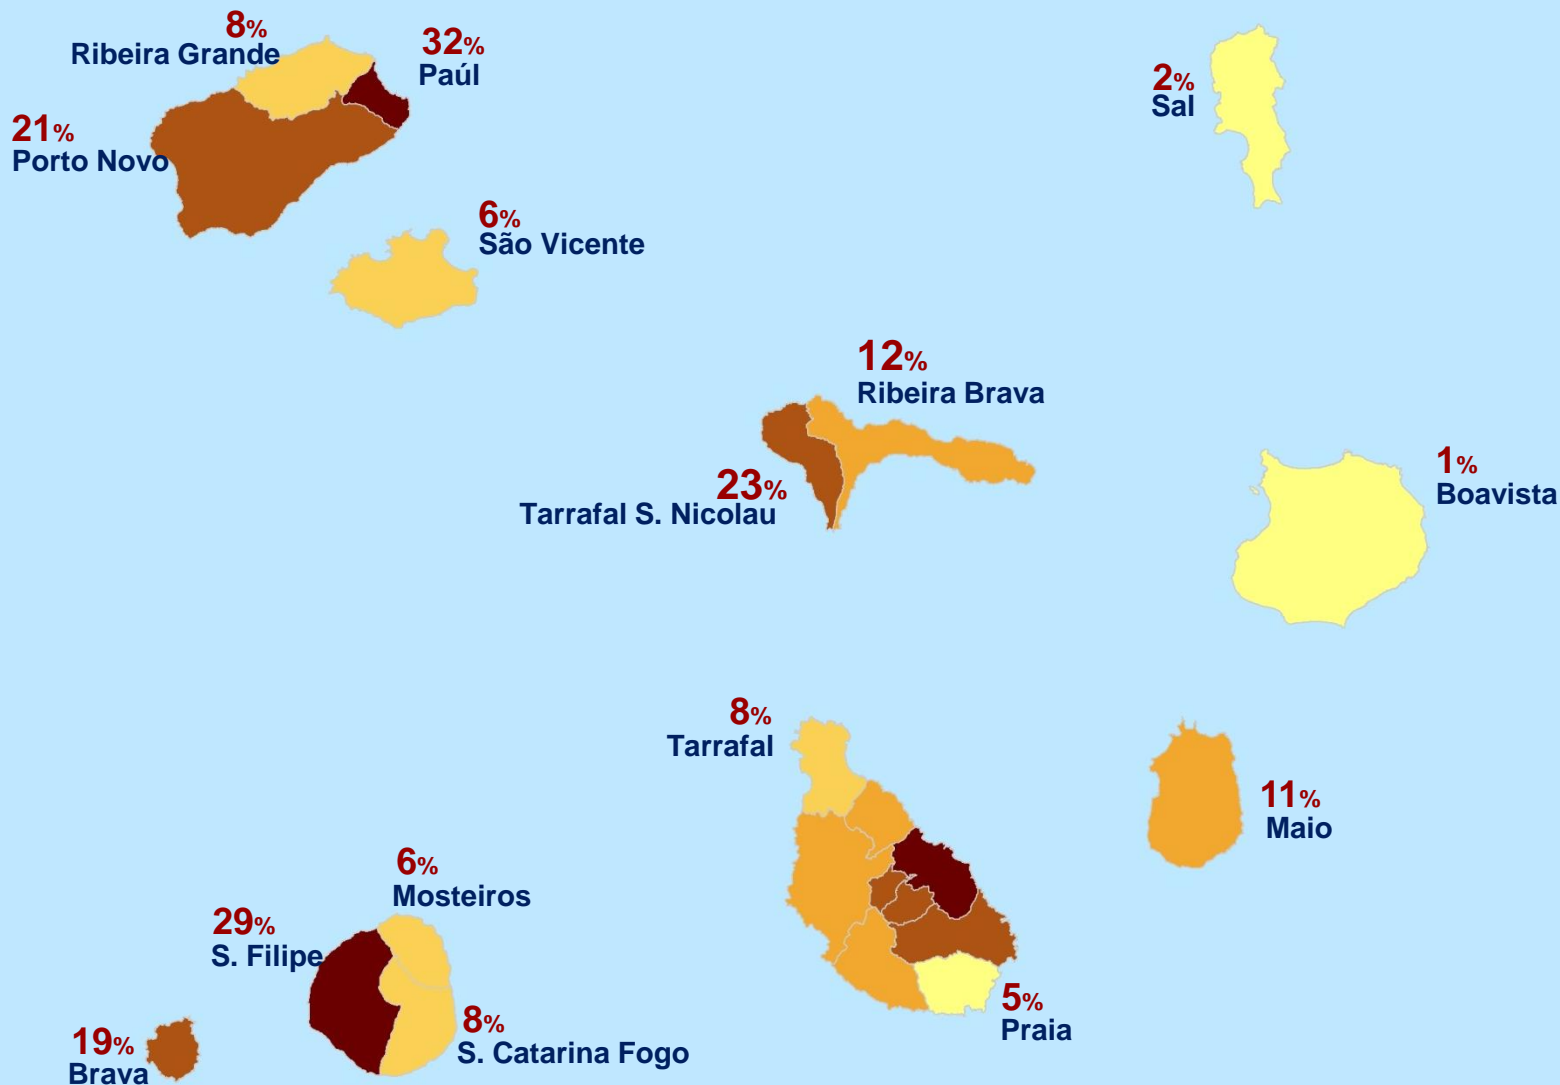 8%
Ribeira Grande
32%
Paúl
21%
Porto Novo
2%
Sal
6%
São Vicente
12%
Ribeira Brava
23%
Tarrafal S. Nicolau
1%
Boavista
8%
Tarrafal
11%
Maio
6%
Mosteiros
29%
S. Filipe
5%
Praia
8%
S. Catarina Fogo
19%
Brava